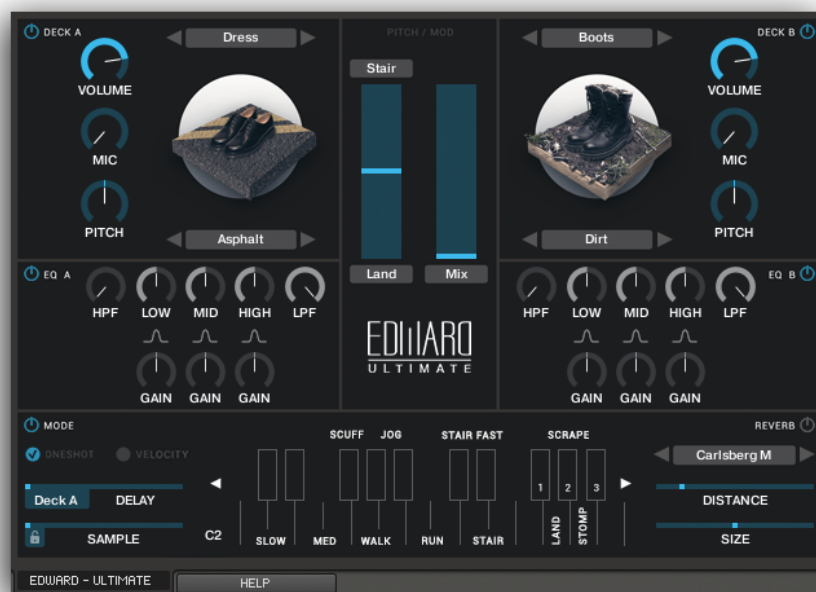 DECK A
Dress
PITCH / MOD
Boots
DECK B
VOLUME
MIC
PITCH
Asphalt
Stair
Land
Mix
VOLUME
MIC
PITCH
Dirt
EQ A
HPF
LOW
MID
HIGH
LPF
GAIN
GAIN
GAIN
EDWARD
ULTIMATE
EQ B
HPF
LOW
MID
HIGH
LPF
GAIN
GAIN
GAIN
MODE
ONESHOT
VELOCITY
Deck A
DELAY
SAMPLE
SCUFF
JOG
STAIR FAST
SCRAPE
1
2
3
C2
SLOW
MED
WALK
RUN
STAIR
LAND
STOMP
REVERB
Carlsberg M
DISTANCE
SIZE
EDWARD - ULTIMATE
HELP